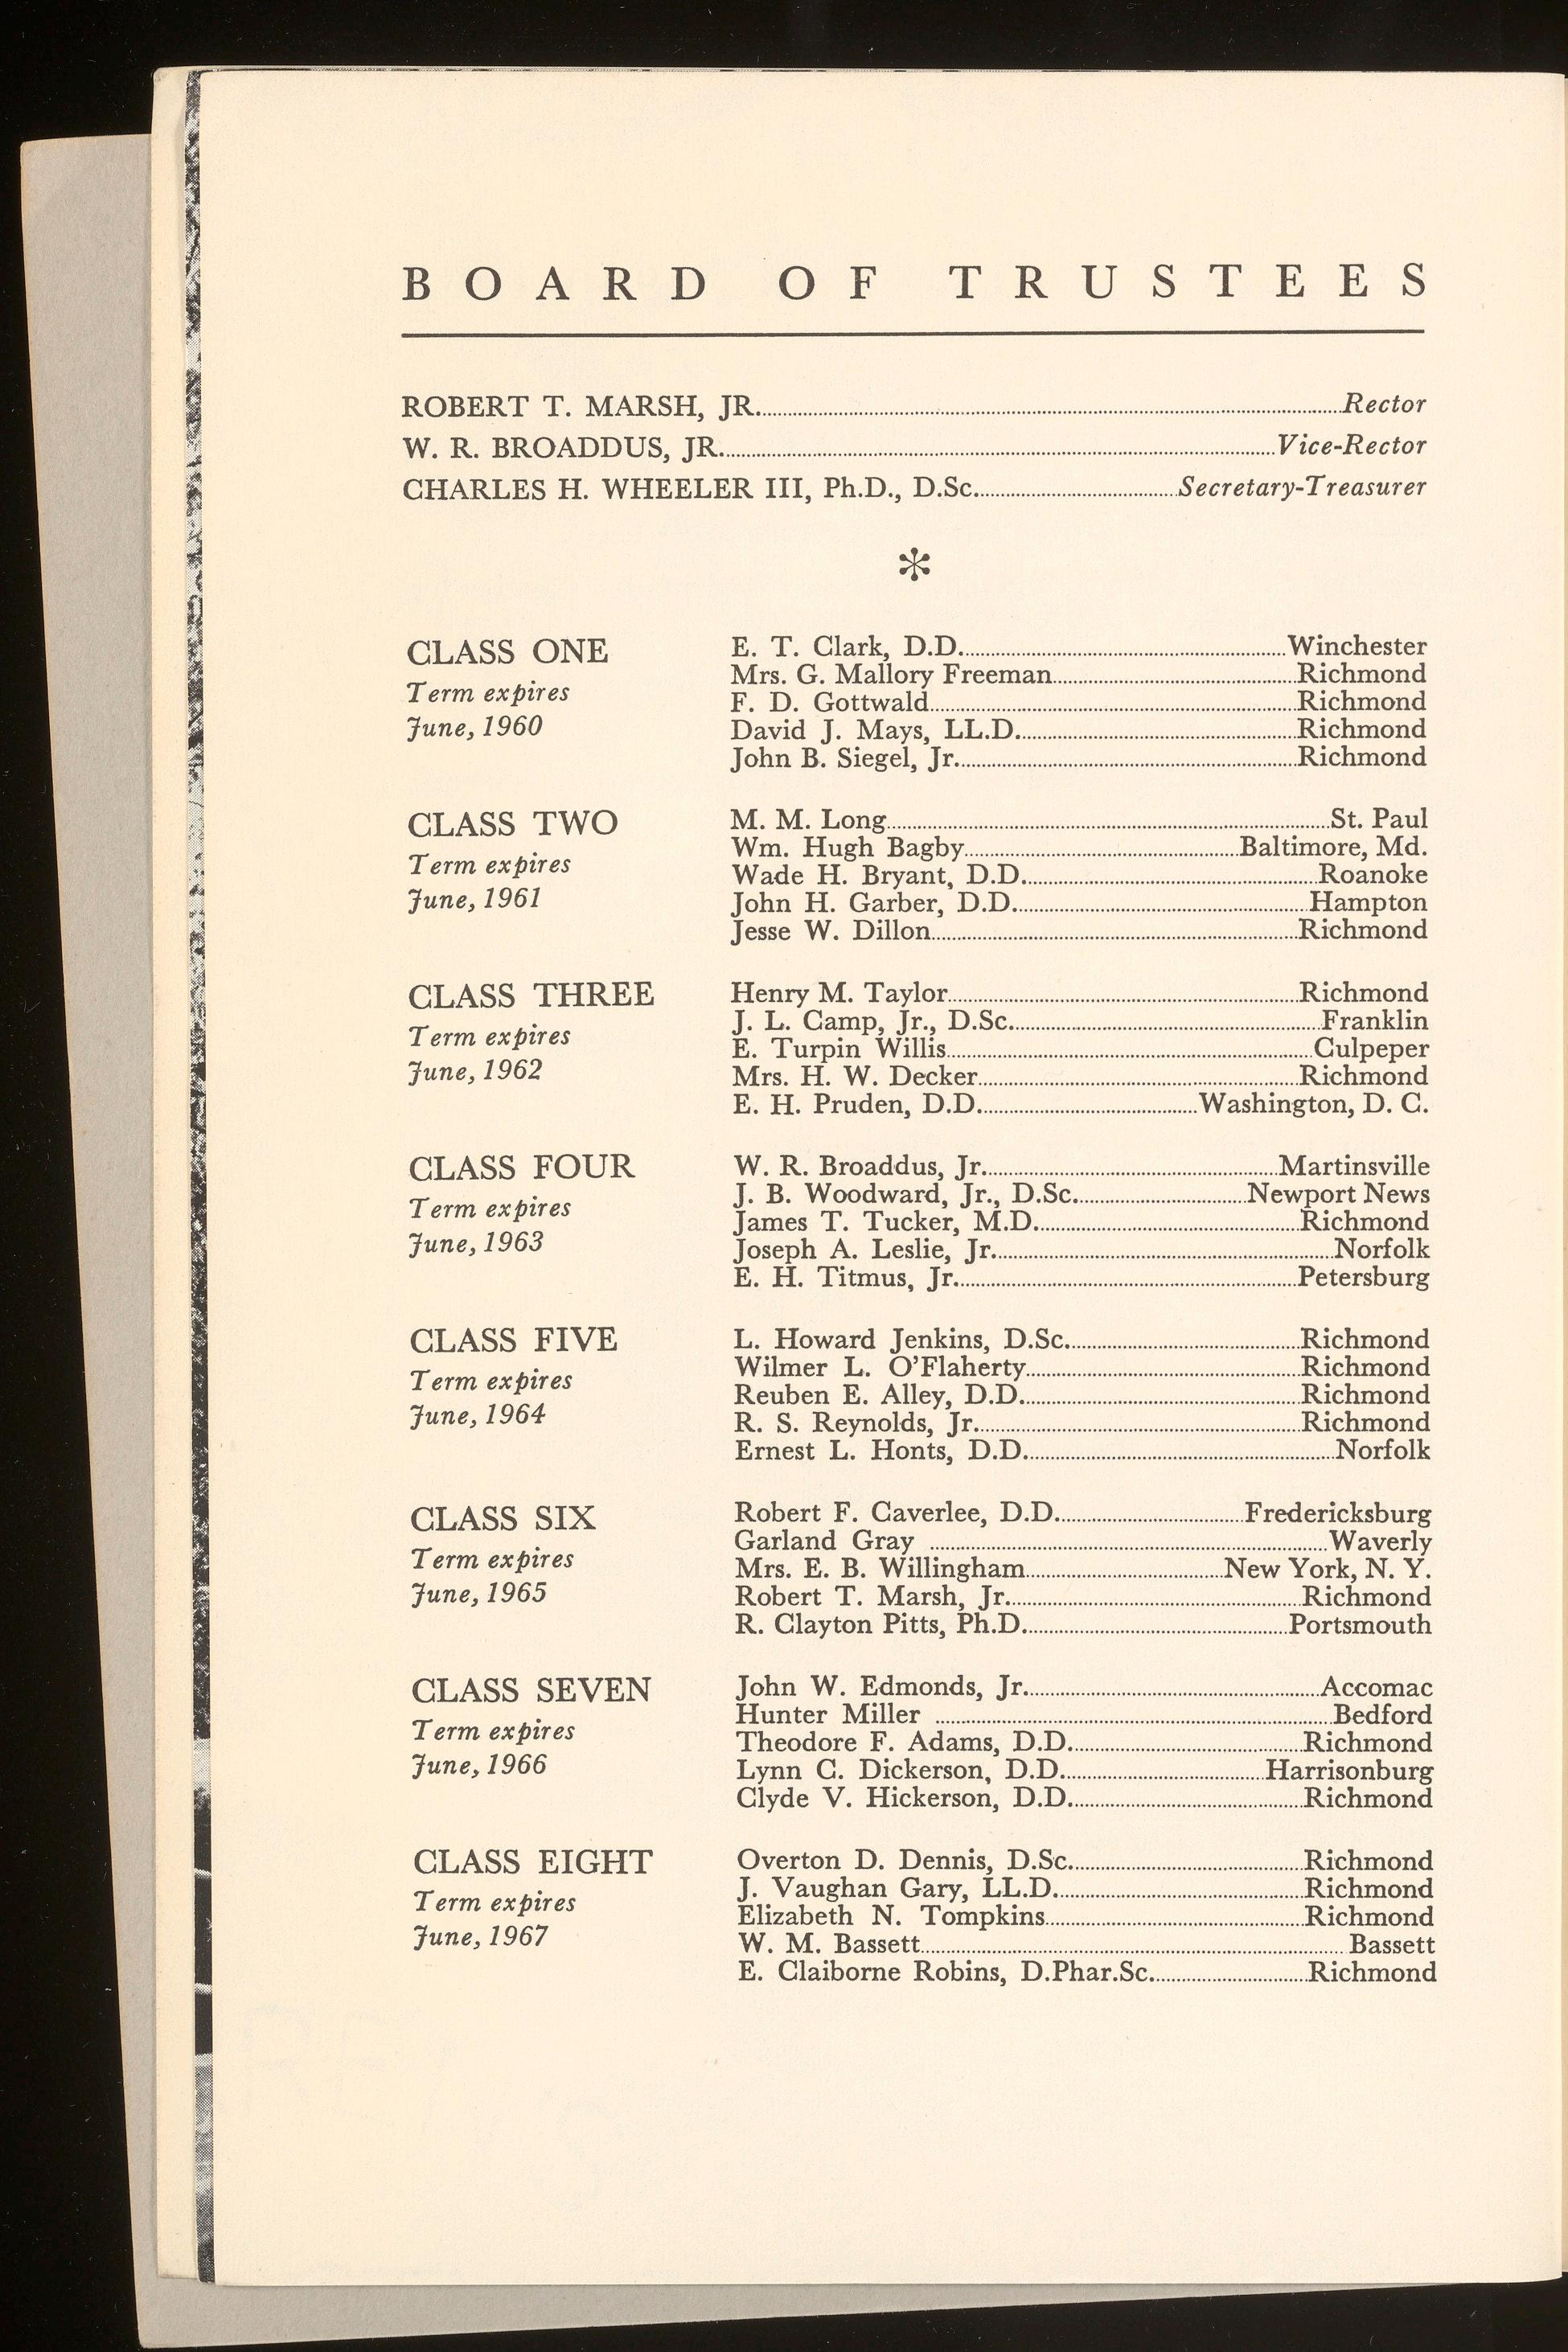 BOARD OF TRUSTEES
ROBERT T. MARSH, JR. Rector
W. R. BROADDUS, JR. Vice-Rector
CHARLES H. WHEELER III, Ph.D., D.Sc. Secretary-Treasurer
*
CLASS ONE
Term expires
June, 1960
E. T. Clark, D.D. Winchester
Mrs. G. Mallory Freeman Richmond
F. D. Gottwald Richmond
David J. Mays, LL.D. Richmond
John B. Siegel, Jr. Richmond
CLASS TWO
Term expires
June, 1961
M. M. Long St. Paul
Wm. Hugh Bagby Baltimore, Md.
Wade H. Bryant, D.D. Roanoke
John H. Garber, D.D. Hampton
Jesse W. Dillon Richmond
CLASS THREE
Term expires
June, 1962
Henry M. Taylor Richmond
J. L. Camp, Jr., D.Sc. Franklin
E. Turpin Willis Culpeper
Mrs. H. W. Decker Richmond
E. H. Pruden, D.D. Washington, D. C.
CLASS FOUR
Term expires
June, 1963
W. R. Broaddus, Jr. Martinsville
J. B. Woodward, Jr., D.Sc. Newport News
James T. Tucker, M.D. Richmond
Joseph A. Leslie, Jr. Norfolk
E. H. Titmus, Jr. Petersburg
CLASS FIVE
Term expires
June, 1964
L. Howard Jenkins, D.Sc. Richmond
Wilmer L. O'Flaherty Richmond
Reuben E. Alley, D.D. Richmond
R. S. Reynolds, Jr. Richmond
Ernest L. Honts, D.D. Norfolk
CLASS SIX
Term expires
June, 1965
Robert F. Caverlee, D.D. Fredericksburg
Garland Gray Waverly
Mrs. E. B. Willingham New York, N. Y.
Robert T. Marsh, Jr. Richmond
R. Clayton Pitts, Ph.D. Portsmouth
CLASS SEVEN
Term expires
June, 1966
John W. Edmonds, Jr. Accomac
Hunter Miller Bedford
Theodore F. Adams, D.D. Richmond
Lynn C. Dickerson, D.D. Harrisonburg
Clyde V. Hickerson, D.D. Richmond
CLASS EIGHT
Term expires
June, 1967
Overton D. Dennis, D.Sc. Richmond
J. Vaughan Gary, LL.D. Richmond
Elizabeth N. Tompkins Richmond
W. M. Bassett Bassett
E. Claiborne Robins, D.Phar.Sc. Richmond